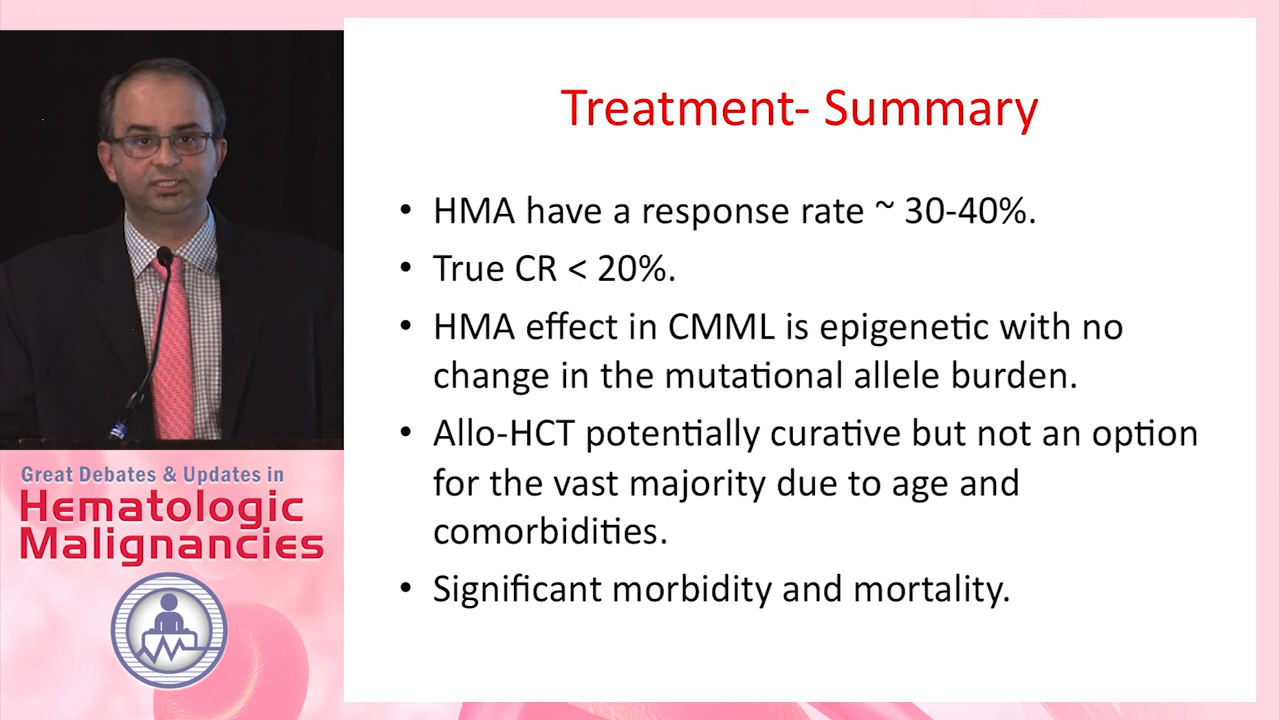 Treatment- Summary
• HMA have a response rate ~ 30-40%.
• True CR < 20%.
• HMA effect in CMML is epigenetic with no
change in the mutational allele burden.
• Allo-HCT potentially curative but not an option
for the vast majority due to age and
comorbidities.
• Significant morbidity and mortality.
Great Debates & Updates in
Hematologic
Malignancies